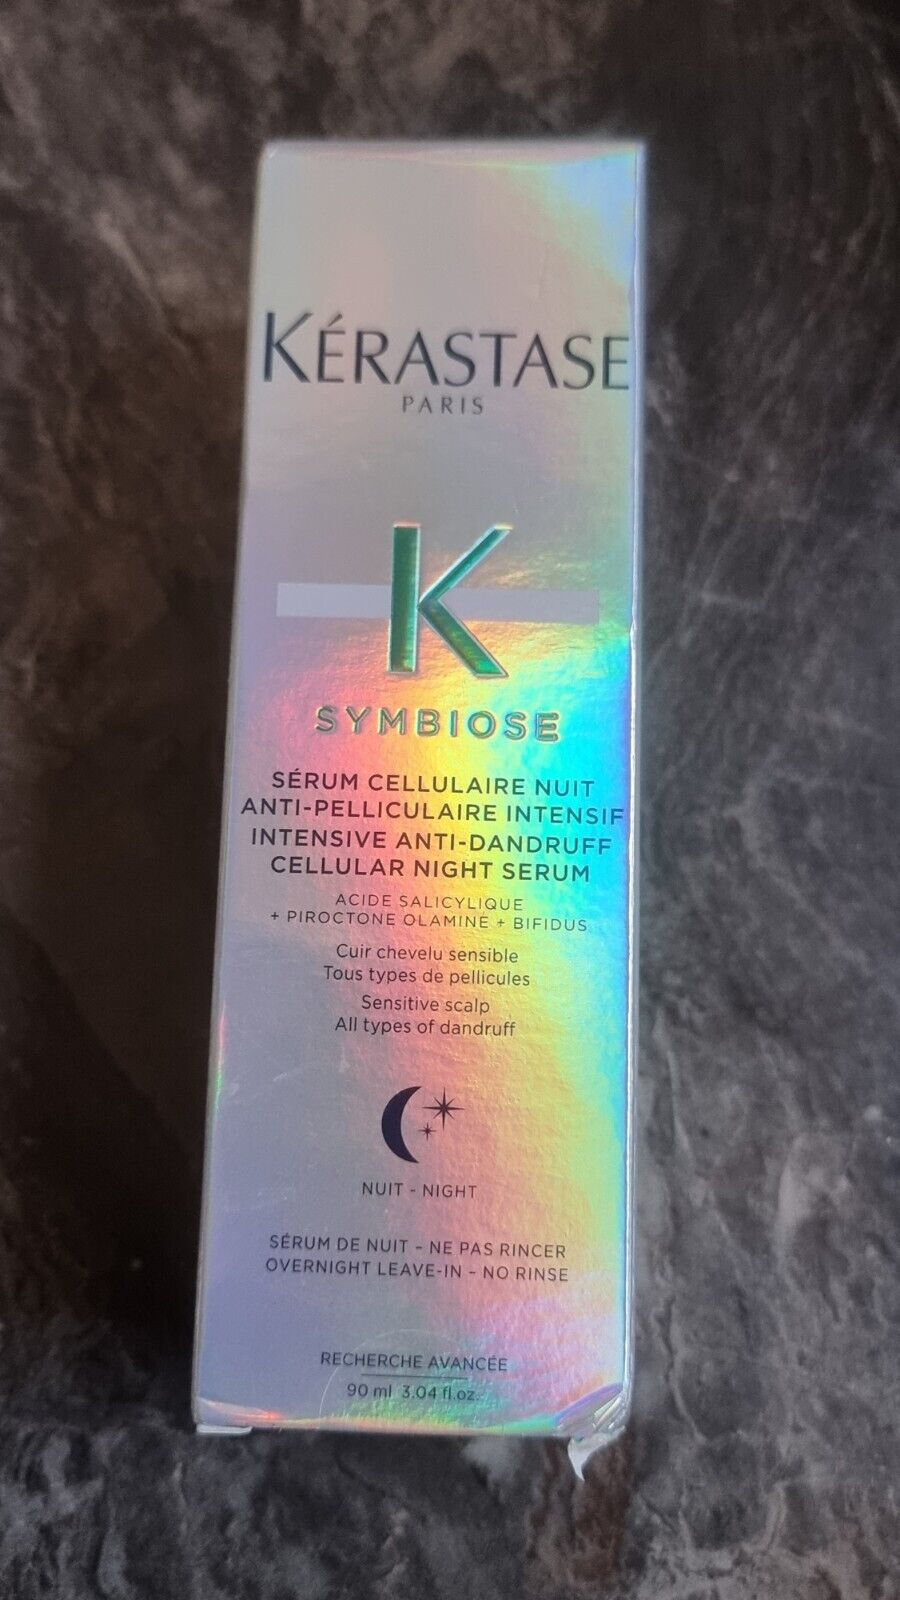 KÉRASTASE
PARIS
K
SYMBIOSE
SÉRUM CELLULAIRE NUIT
ANTI-PELLICULAIRE INTENSIF
INTENSIVE ANTI-DANDRUFF
CELLULAR NIGHT SERUM
ACIDE SALICYLIQUE
+ PIROCTONE OLAMINE + BIFIDUS
Cuir chevelu sensible
Tous types de pellicules
Sensitive scalp
All types of dandruff
NUIT - NIGHT
SÉRUM DE NUIT – NE PAS RINCER
OVERNIGHT LEAVE-IN – NO RINSE
RECHERCHE AVANCÉE
90 ml 3.04 fl.oz.